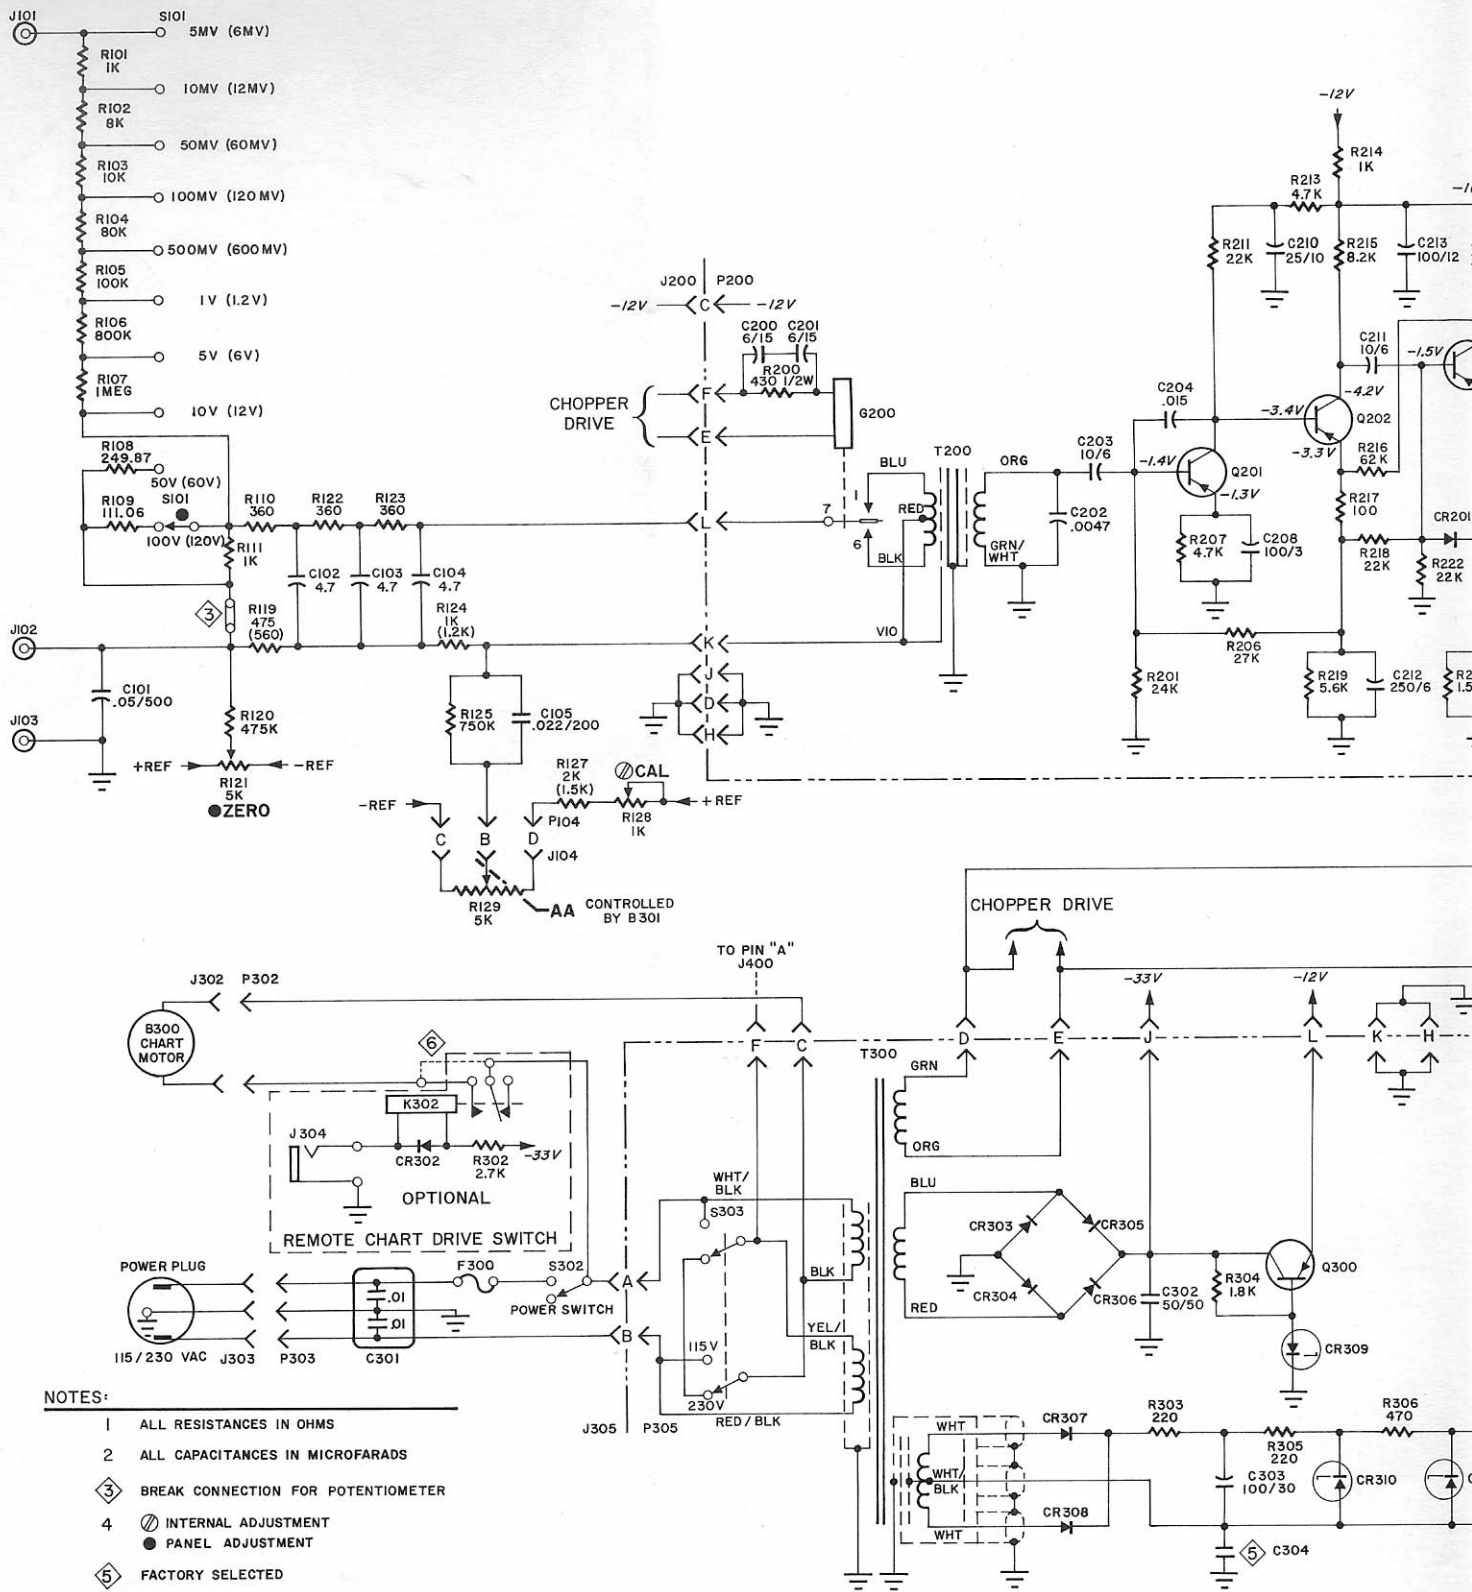 J101
S101
5MV (6MV)
R101
1K
10MV (12MV)
R102
8K
50MV (60MV)
R103
10K
100MV (120MV)
R104
80K
500MV (600MV)
R105
100K
1V (1.2V)
R106
800K
5V (6V)
R107
1MEG
10V (12V)
R108
249.87
50V (60V)
R109
111.06
S101
100V (120V)
R110
360
R122
360
R123
360
R111
1K
C102
4.7
C103
4.7
C104
4.7
3
R119
475
(560)
R124
1K
(1.2K)
J102
C101
.05/500
J103
R120
475K
+REF
-REF
R121
5K
ZERO
R125
750K
C105
.022/200
-REF
R127
2K
(1.5K)
CAL
+REF
R128
1K
P104
C
B
D
J104
R129
5K
AA
CONTROLLED
BY B301
J200
P200
-12V
C
-12V
C200
6/15
C201
6/15
R200
430 1/2W
CHOPPER
DRIVE
F
E
G200
BLU
T200
ORG
1
7
RED
6
BLK
GRN/
WHT
L
VIO
K
J
D
H
C203
10/6
C202
.0047
C204
.015
-1.4V
Q201
-1.3V
R207
4.7K
C208
100/3
R201
24K
R206
27K
-12V
R214
1K
R213
4.7K
R211
22K
C210
25/10
R215
8.2K
C213
100/12
C211
10/6
-1.5V
-4.2V
-3.4V
Q202
-3.3V
R216
62K
R217
100
CR201
R218
22K
R222
22K
R219
5.6K
C212
250/6
R2
1.5
CHOPPER DRIVE
TO PIN "A"
J400
-33V
-12V
J302
P302
B300
CHART
MOTOR
6
K302
J304
CR302
R302
2.7K
-33V
OPTIONAL
REMOTE CHART DRIVE SWITCH
F
C
T300
D
E
J
L
K
H
GRN
ORG
WHT/
BLK
S303
BLU
CR303
CR305
BLK
CR304
CR306
RED
C302
50/50
R304
1.8K
Q300
CR309
POWER PLUG
115/230 VAC
J303
P303
.01
.01
C301
F300
S302
POWER SWITCH
A
B
115V
230V
YEL/
BLK
RED/BLK
J305
P305
WHT
WHT/
BLK
WHT
CR307
CR308
R303
220
R305
220
R306
470
C303
100/30
CR310
5
C304
NOTES:
1 ALL RESISTANCES IN OHMS
2 ALL CAPACITANCES IN MICROFARADS
3 BREAK CONNECTION FOR POTENTIOMETER
4 INTERNAL ADJUSTMENT
PANEL ADJUSTMENT
5 FACTORY SELECTED